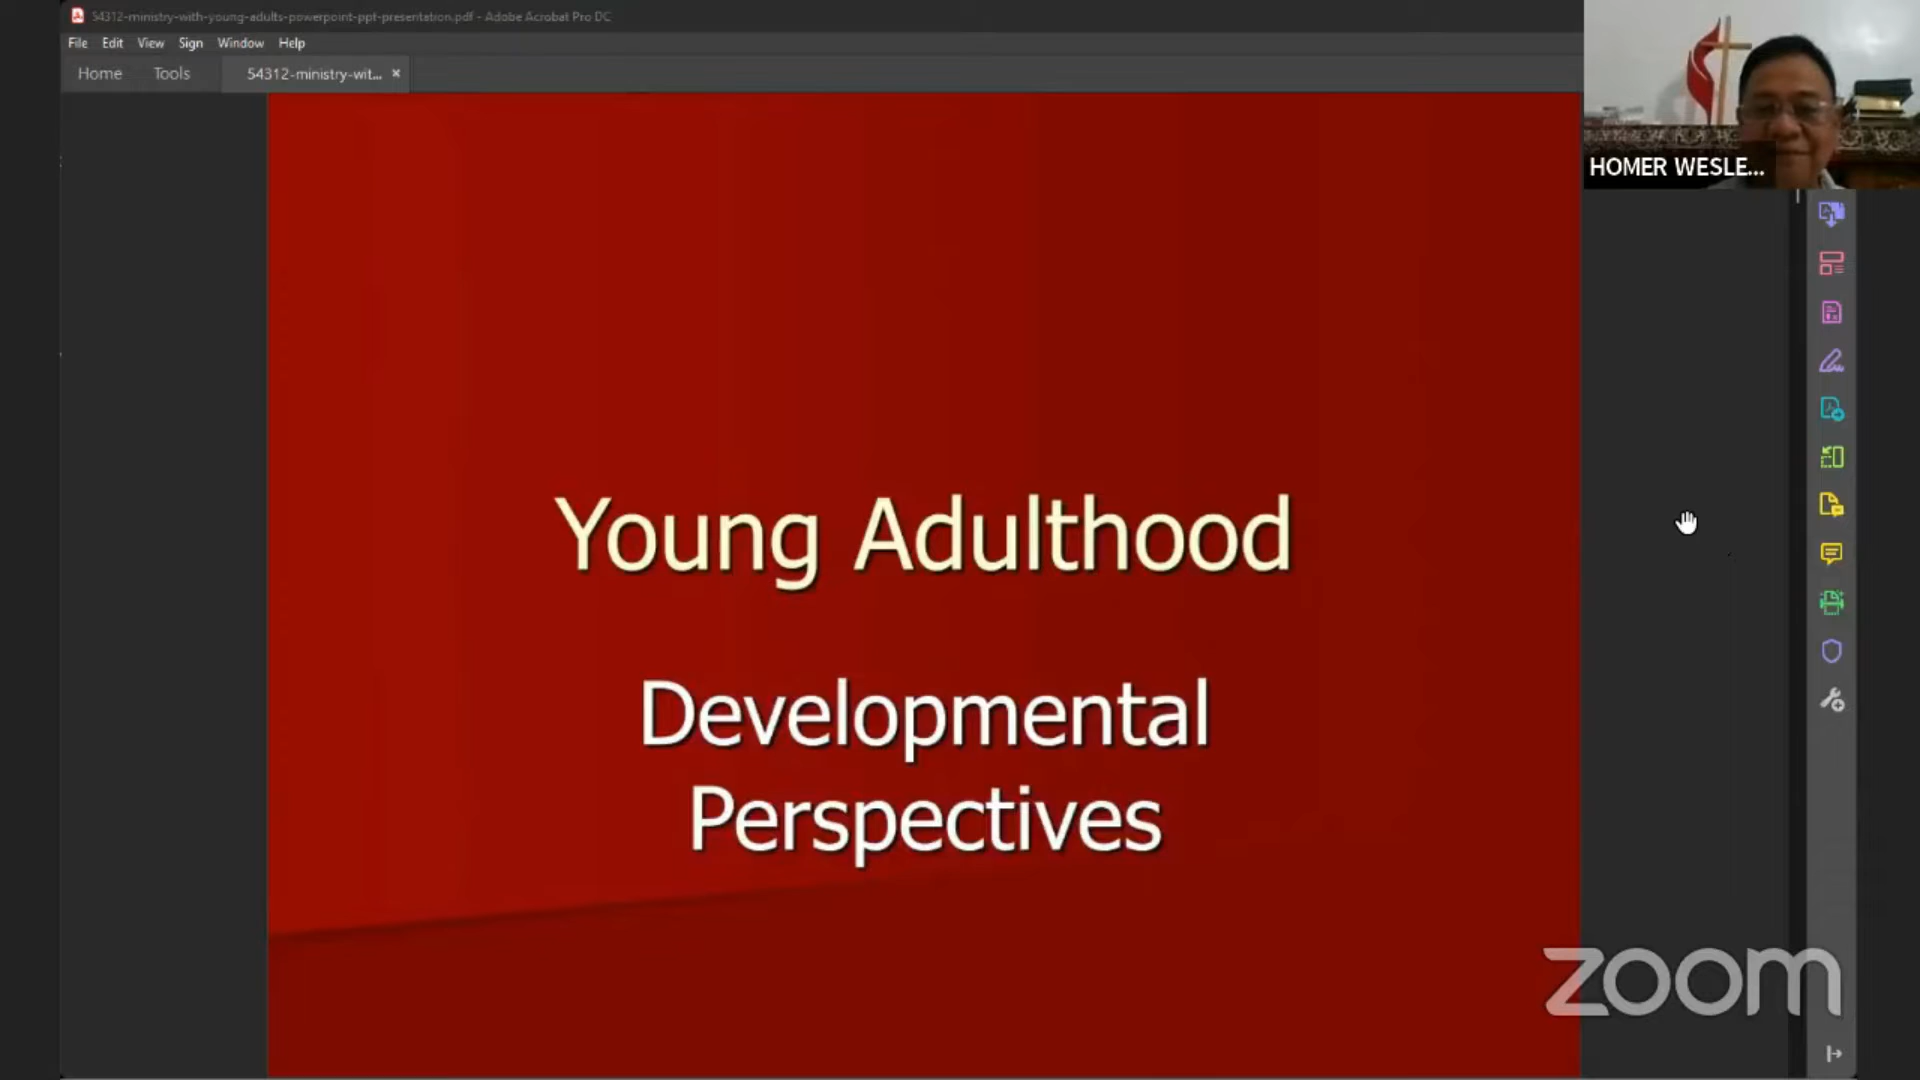 54312-ministry-with-young-adults-powerpoint-ppt-presentation.pdf - Adobe Acrobat Pro DC
File Edit View Sign Window Help
Home Tools 54312-ministry-wit... ×
HOMER WESLE...
Young Adulthood
Developmental
Perspectives
zoom